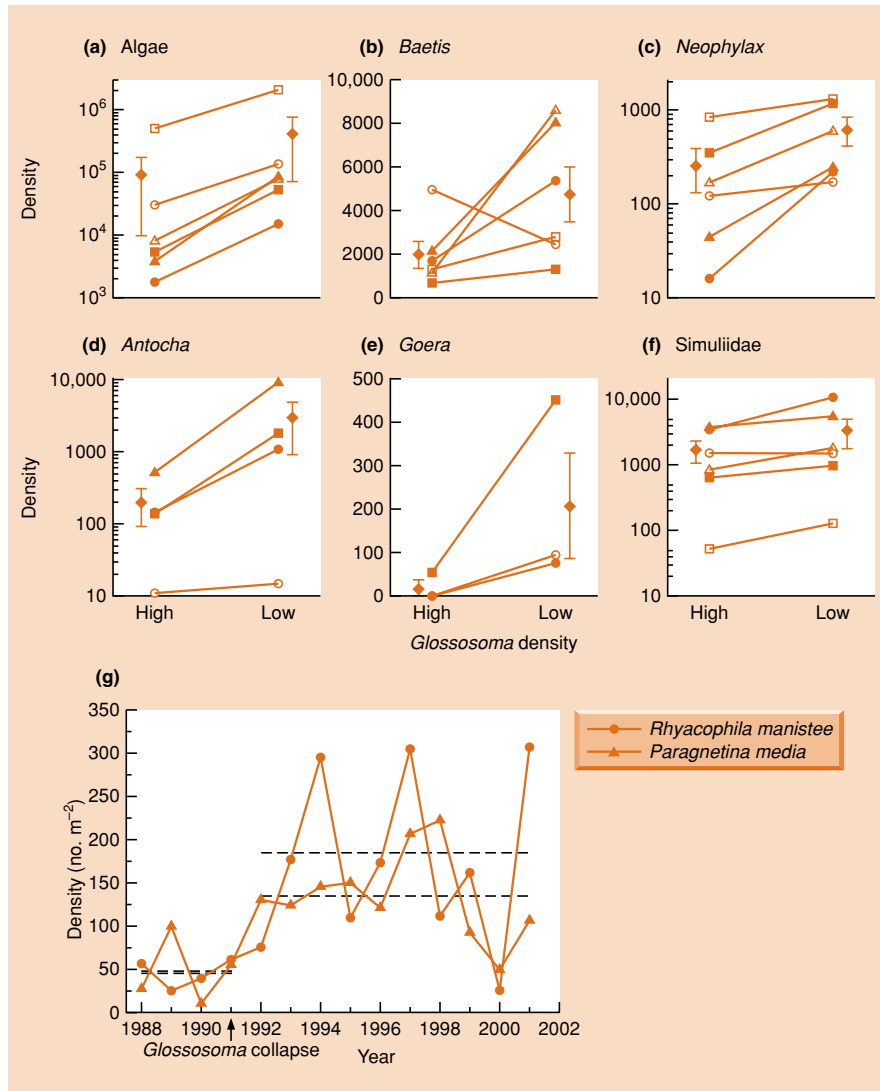 (a) Algae
(b) Baetis
(c) Neophylax
10⁶
10⁵
10⁴
10³
Density
10,000
8000
6000
4000
2000
0
1000
100
10
(d) Antocha
(e) Goera
(f) Simuliidae
10,000
1000
100
10
Density
High Low
500
400
300
200
100
0
High Low
10,000
1000
100
10
High Low
Glossosoma density
(g)
350
300
250
200
150
100
50
0
Density (no. m⁻²)
1988 1990 1992 1994 1996 1998 2000 2002
Glossosoma collapse
Year
Rhyacophila manistee
Paragnetina media